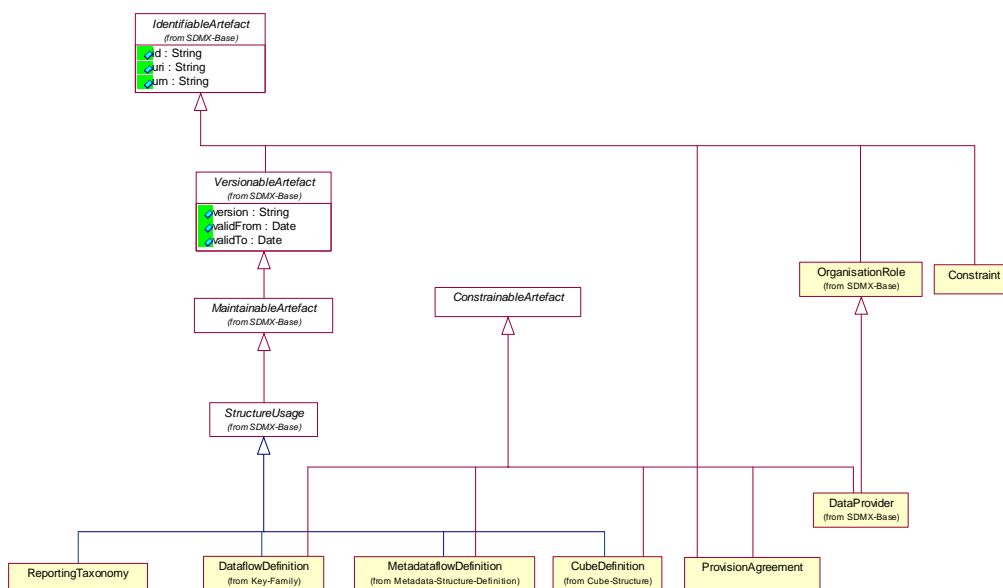 IdentifiableArtefact
(from SDMX-Base)
id : String
uri : String
urn : String
VersionableArtefact
(from SDMX-Base)
version : String
validFrom : Date
validTo : Date
OrganisationRole
(from SDMX-Base)
Constraint
ConstrainableArtefact
MaintainableArtefact
(from SDMX-Base)
StructureUsage
(from SDMX-Base)
DataProvider
(from SDMX-Base)
ReportingTaxonomy
DataflowDefinition
(from Key-Family)
MetadataflowDefinition
(from Metadata-Structure-Definition)
CubeDefinition
(from Cube-Structure)
ProvisionAgreement